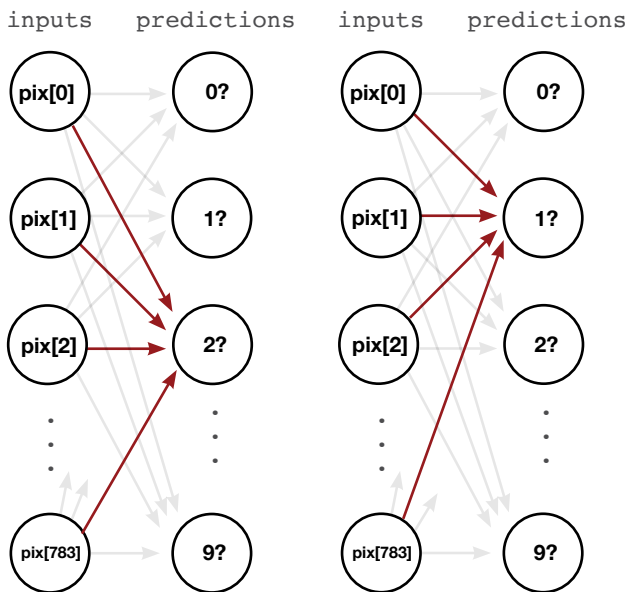 inputs predictions inputs predictions
pix[0] 0? pix[0] 0?
pix[1] 1? pix[1] 1?
pix[2] 2? pix[2] 2?
pix[783] 9? pix[783] 9?